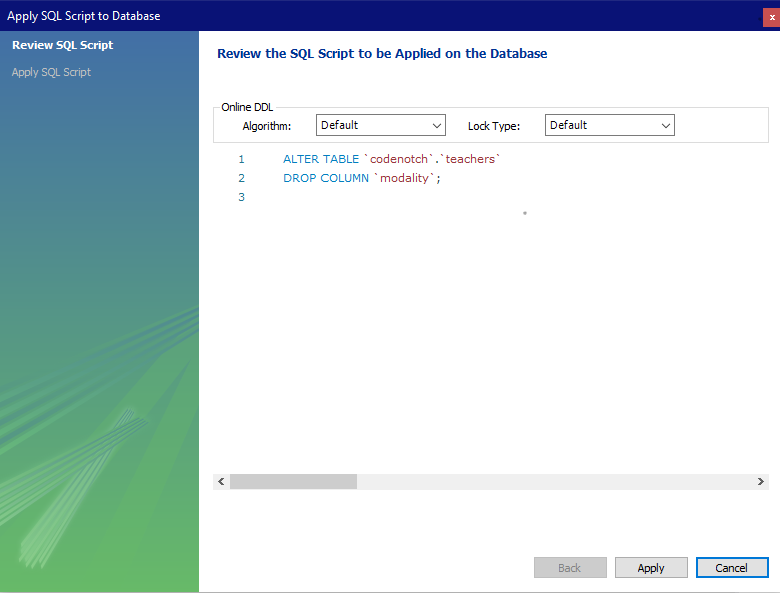 Apply SQL Script to Database
x
Review SQL Script
Apply SQL Script
Review the SQL Script to be Applied on the Database
Online DDL
Algorithm: Default Lock Type: Default
1 ALTER TABLE `codenotch`.`teachers`
2 DROP COLUMN `modality`;
3
Back Apply Cancel